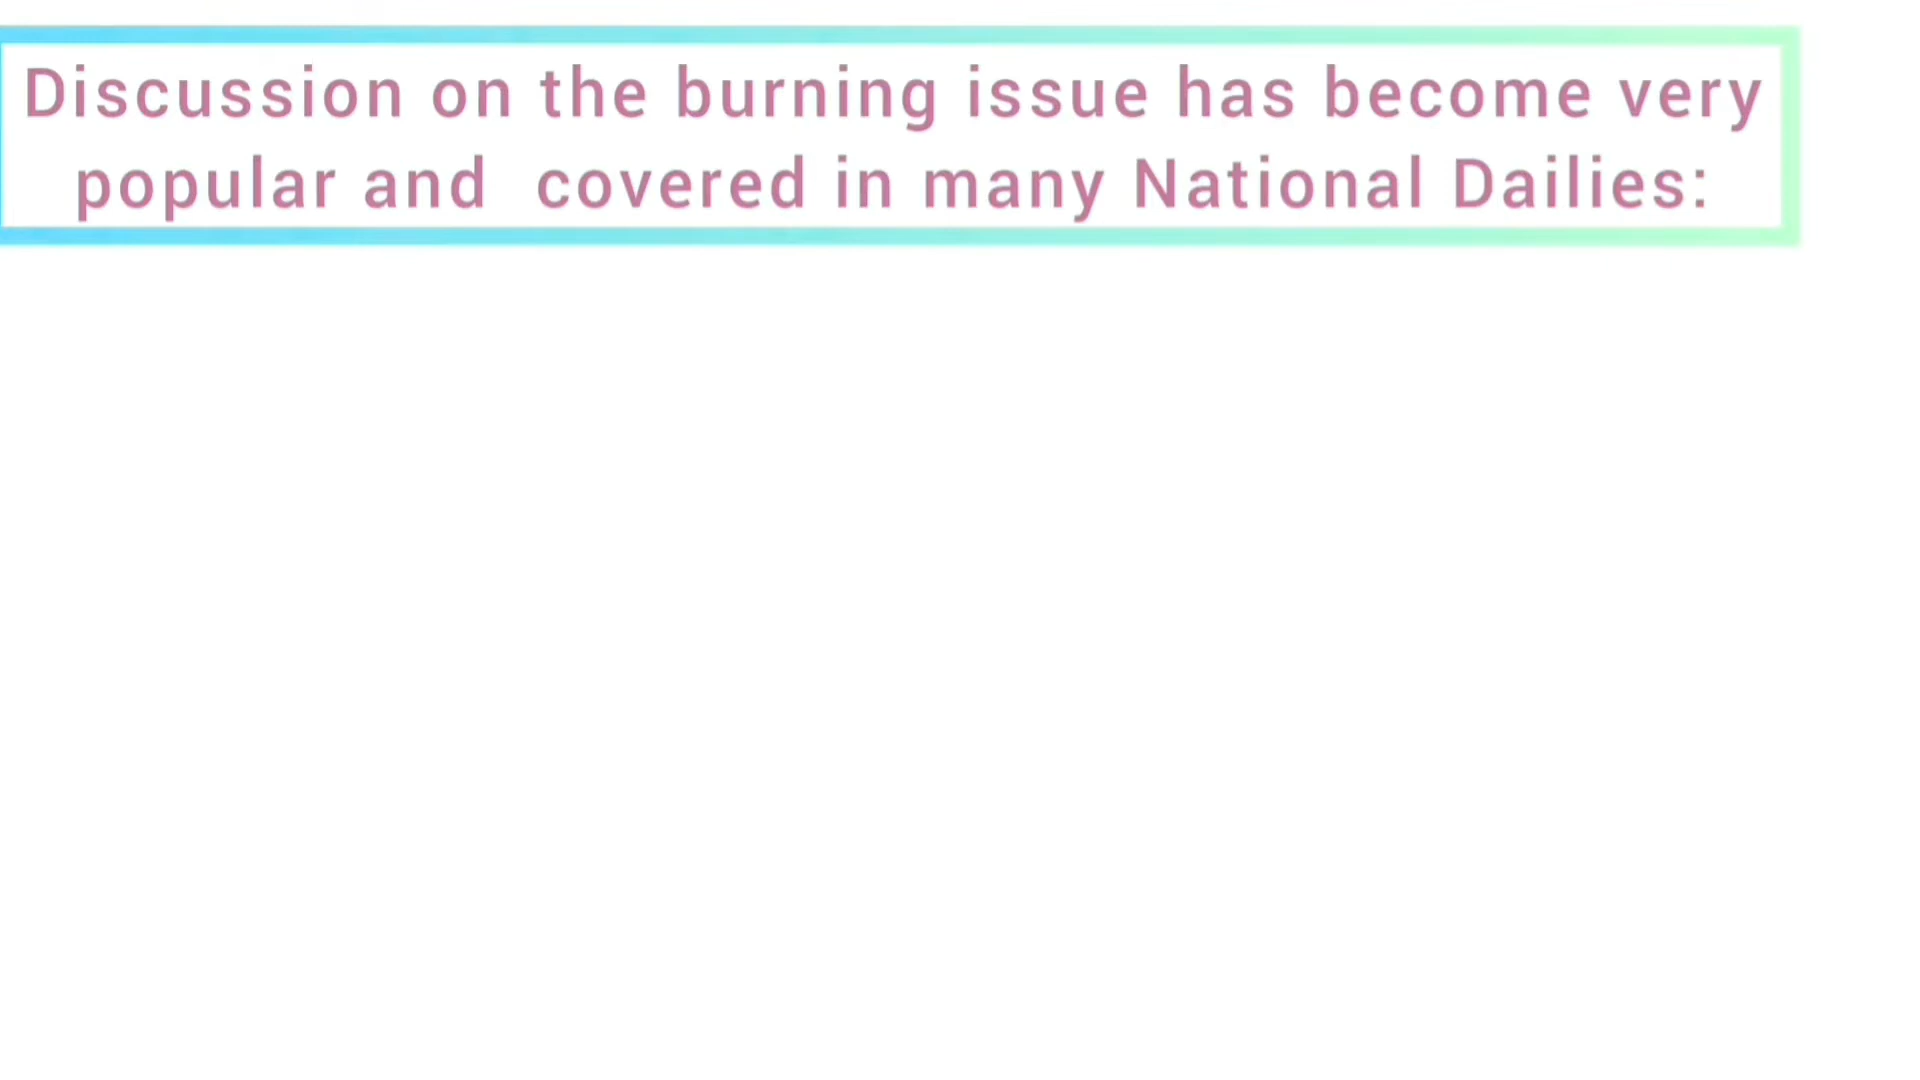 Discussion on the burning issue has become very
popular and  covered in many National Dailies: